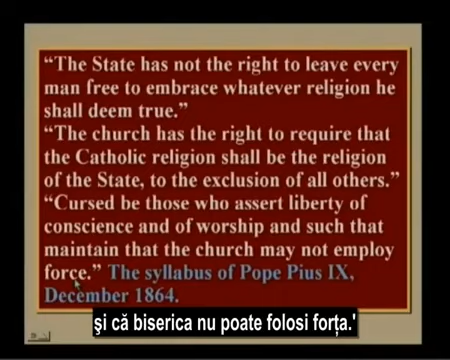 “The State has not the right to leave every
man free to embrace whatever religion he
shall deem true.”
“The church has the right to require that
the Catholic religion shall be the religion
of the State, to the exclusion of all others.”
“Cursed be those who assert liberty of
conscience and of worship and such that
maintain that the church may not employ
force.” The syllabus of Pope Pius IX,
December 1864.
şi că biserica nu poate folosi forţa.'